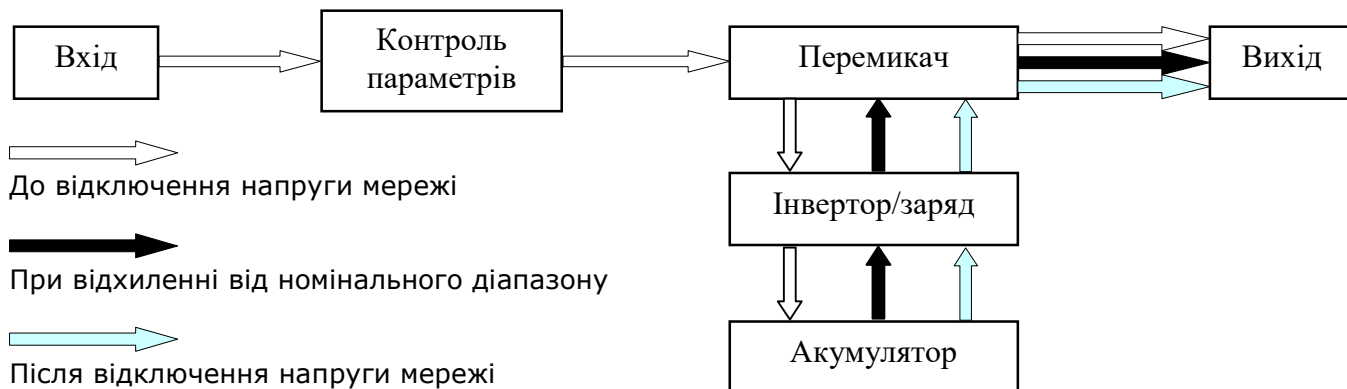 Вхід
Контроль
параметрів
Перемикач
Вихід
До відключення напруги мережі
Інвертор/заряд
При відхиленні від номінального діапазону
Акумулятор
Після відключення напруги мережі